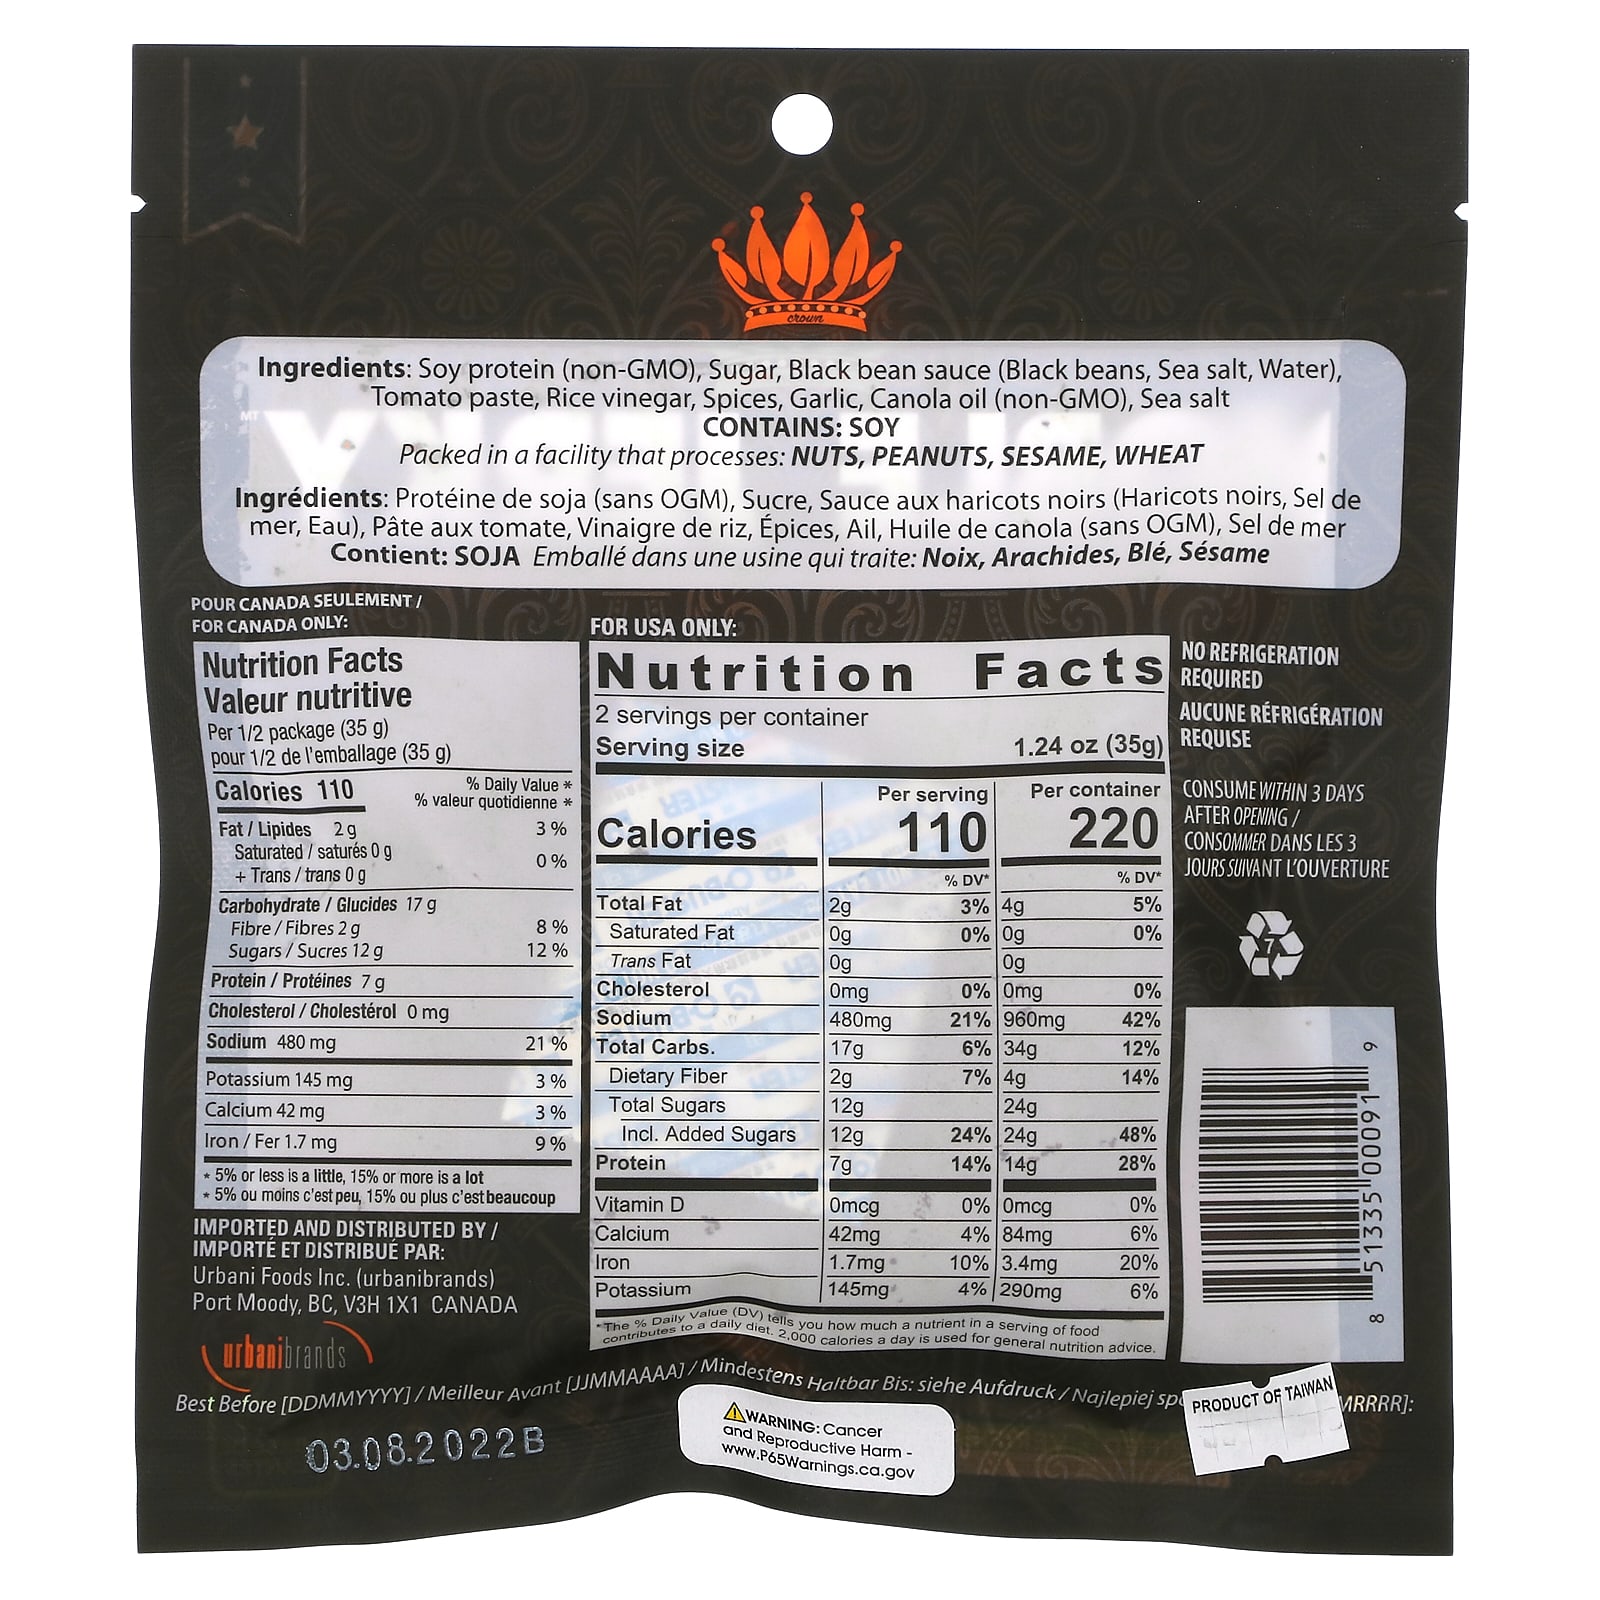 crown
Ingredients: Soy protein (non-GMO), Sugar, Black bean sauce (Black beans, Sea salt, Water),
Tomato paste, Rice vinegar, Spices, Garlic, Canola oil (non-GMO), Sea salt
CONTAINS: SOY
Packed in a facility that processes: NUTS, PEANUTS, SESAME, WHEAT
Ingrédients: Protéine de soja (sans OGM), Sucre, Sauce aux haricots noirs (Haricots noirs, Sel de
mer, Eau), Pâte aux tomate, Vinaigre de riz, Épices, Ail, Huile de canola (sans OGM), Sel de mer
Contient: SOJA Emballé dans une usine qui traite: Noix, Arachides, Blé, Sésame
POUR CANADA SEULEMENT /
FOR CANADA ONLY:
Nutrition Facts
Valeur nutritive
Per 1/2 package (35 g)
pour 1/2 de l'emballage (35 g)
Calories 110
% Daily Value *
% valeur quotidienne *
Fat / Lipides 2 g 3 %
Saturated / saturés 0 g
+ Trans / trans 0 g 0 %
Carbohydrate / Glucides 17 g
Fibre / Fibres 2 g 8 %
Sugars / Sucres 12 g 12 %
Protein / Protéines 7 g
Cholesterol / Cholestérol 0 mg
Sodium 480 mg 21 %
Potassium 145 mg 3 %
Calcium 42 mg 3 %
Iron / Fer 1.7 mg 9 %
* 5% or less is a little, 15% or more is a lot
* 5% ou moins c'est peu, 15% ou plus c'est beaucoup
IMPORTED AND DISTRIBUTED BY /
IMPORTÉ ET DISTRIBUÉ PAR:
Urbani Foods Inc. (urbanibrands)
Port Moody, BC, V3H 1X1 CANADA
urbanibrands
FOR USA ONLY:
Nutrition Facts
2 servings per container
Serving size 1.24 oz (35g)
Per serving Per container
Calories 110 220
% DV* % DV*
Total Fat 2g 3% 4g 5%
Saturated Fat 0g 0% 0g 0%
Trans Fat 0g 0g
Cholesterol 0mg 0% 0mg 0%
Sodium 480mg 21% 960mg 42%
Total Carbs. 17g 6% 34g 12%
Dietary Fiber 2g 7% 4g 14%
Total Sugars 12g 24g
Incl. Added Sugars 12g 24% 24g 48%
Protein 7g 14% 14g 28%
Vitamin D 0mcg 0% 0mcg 0%
Calcium 42mg 4% 84mg 6%
Iron 1.7mg 10% 3.4mg 20%
Potassium 145mg 4% 290mg 6%
*The % Daily Value (DV) tells you how much a nutrient in a serving of food
contributes to a daily diet. 2,000 calories a day is used for general nutrition advice.
NO REFRIGERATION
REQUIRED
AUCUNE RÉFRIGÉRATION
REQUISE
CONSUME WITHIN 3 DAYS
AFTER OPENING /
CONSOMMER DANS LES 3
JOURS SUIVANT L'OUVERTURE
7
8 51335 00091 9
Best Before [DDMMYYYY] / Meilleur Avant [JJMMAAAA] / Mindestens Haltbar Bis: siehe Aufdruck / Najlepiej
PRODUCT OF TAIWAN
03.08.2022B
WARNING: Cancer
and Reproductive Harm -
www.P65Warnings.ca.gov